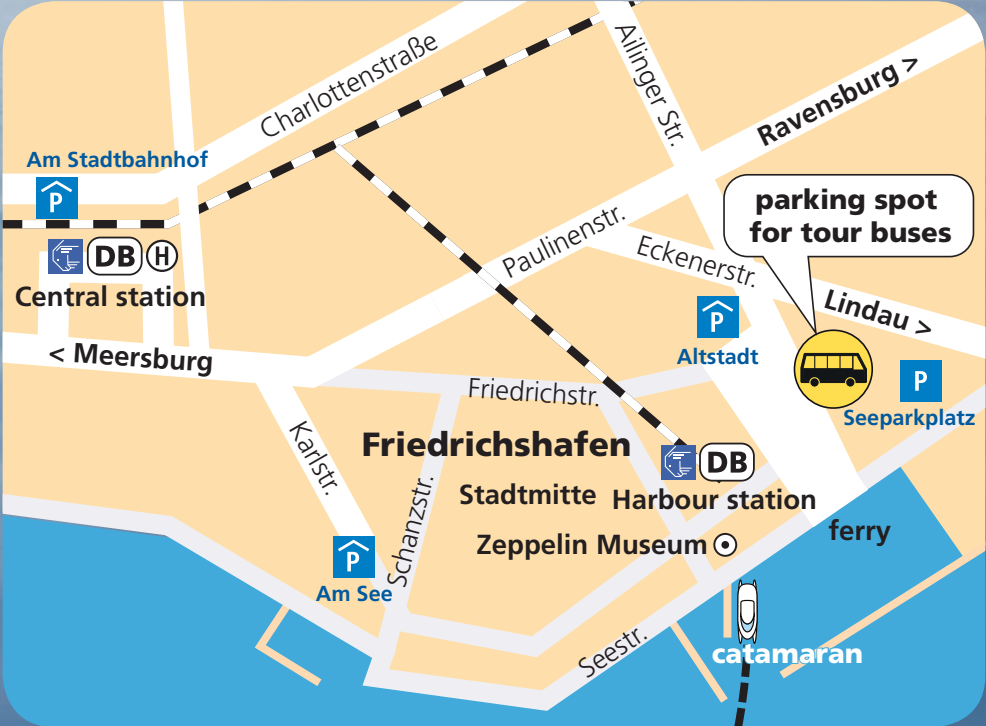 Charlottenstraße
Ailinger Str.
Ravensburg >
Am Stadtbahnhof
P
DB H
Central station
parking spot
for tour buses
Paulinenstr.
Eckenerstr.
Lindau >
P
Altstadt
< Meersburg
P
Seeparkplatz
Friedrichstr.
Karlstr.
Friedrichshafen
DB
Stadtmitte
Harbour station
Schanzstr.
ferry
Zeppelin Museum
P
Am See
Seestr.
catamaran